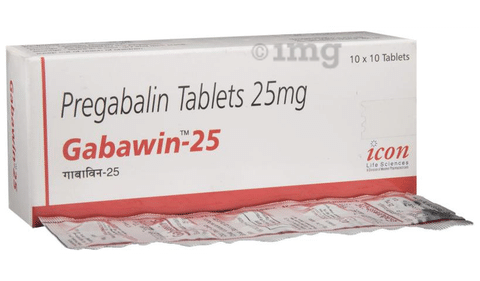 1mg
10 x 10 Tablets
Pregabalin Tablets 25mg
Gabawin™-25
गाबाविन-25
icon
Life Sciences
Gabawin-25